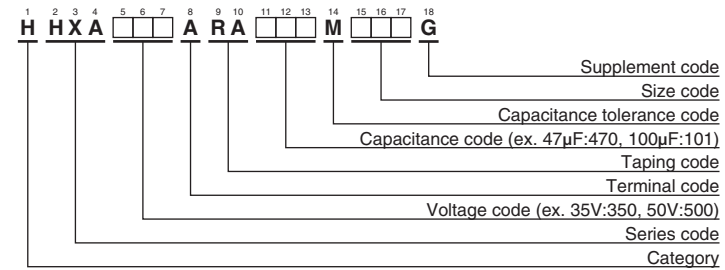 1 2 3 4 5 6 7 8 9 10 11 12 13 14 15 16 17 18
H HXA □□□ A RA □□□ M □□□ G
Supplement code
Size code
Capacitance tolerance code
Capacitance code (ex. 47µF:470, 100µF:101)
Taping code
Terminal code
Voltage code (ex. 35V:350, 50V:500)
Series code
Category